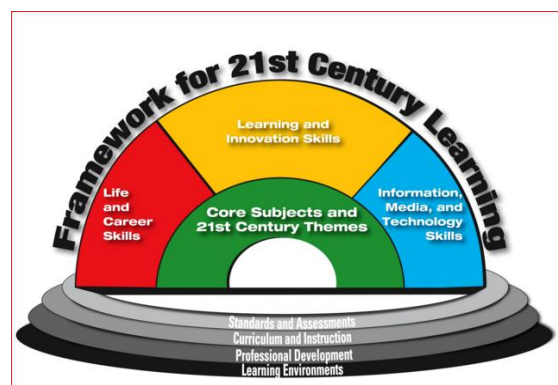 Framework for 21st Century Learning
Learning and
Innovation Skills
Life
and
Career
Skills
Core Subjects and
21st Century Themes
Information,
Media, and
Technology
Skills
Standards and Assessments
Curriculum and Instruction
Professional Development
Learning Environments